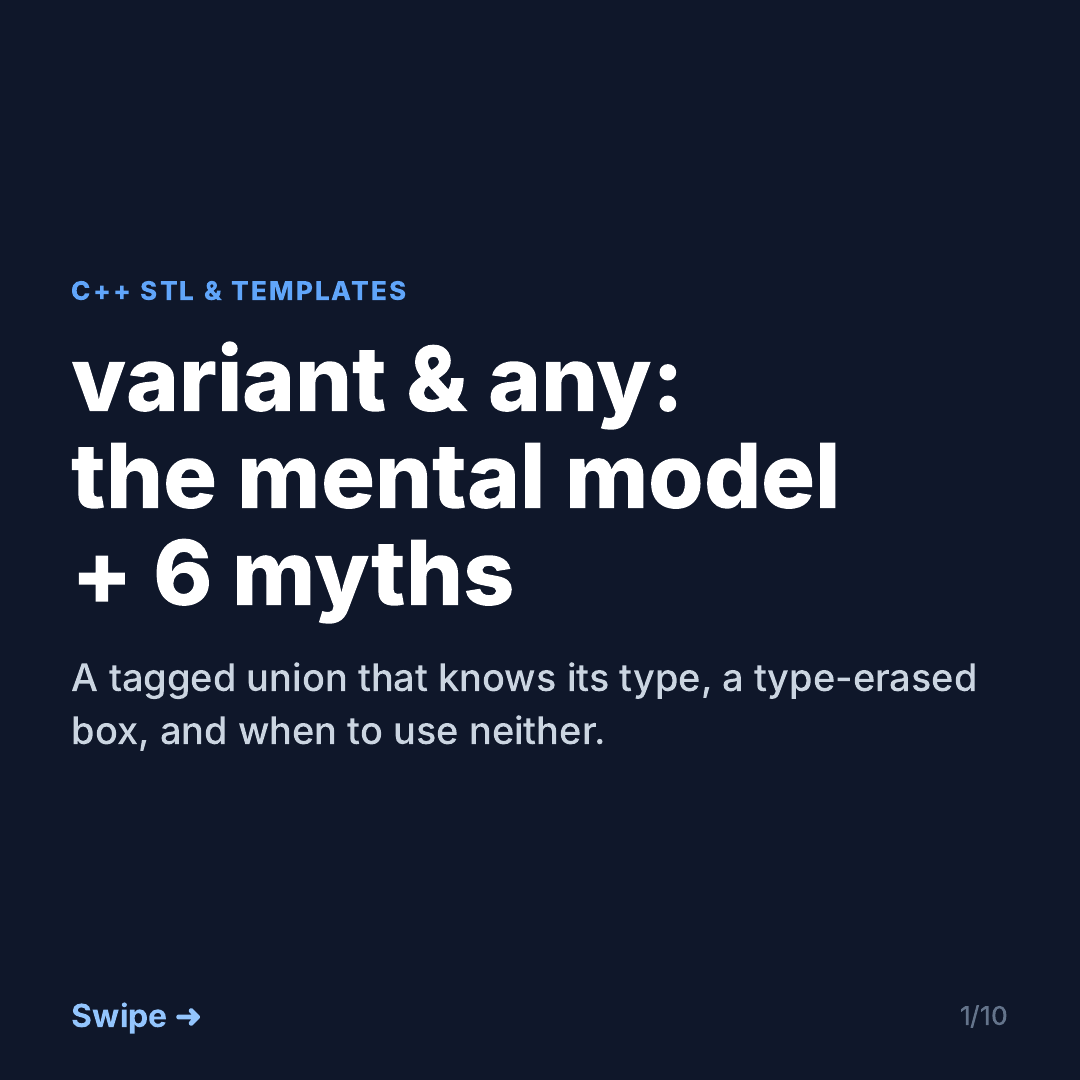 C++ STL & TEMPLATES
variant & any:
the mental model
+ 6 myths
A tagged union that knows its type, a type-erased
box, and when to use neither.
Swipe ➜
1/10